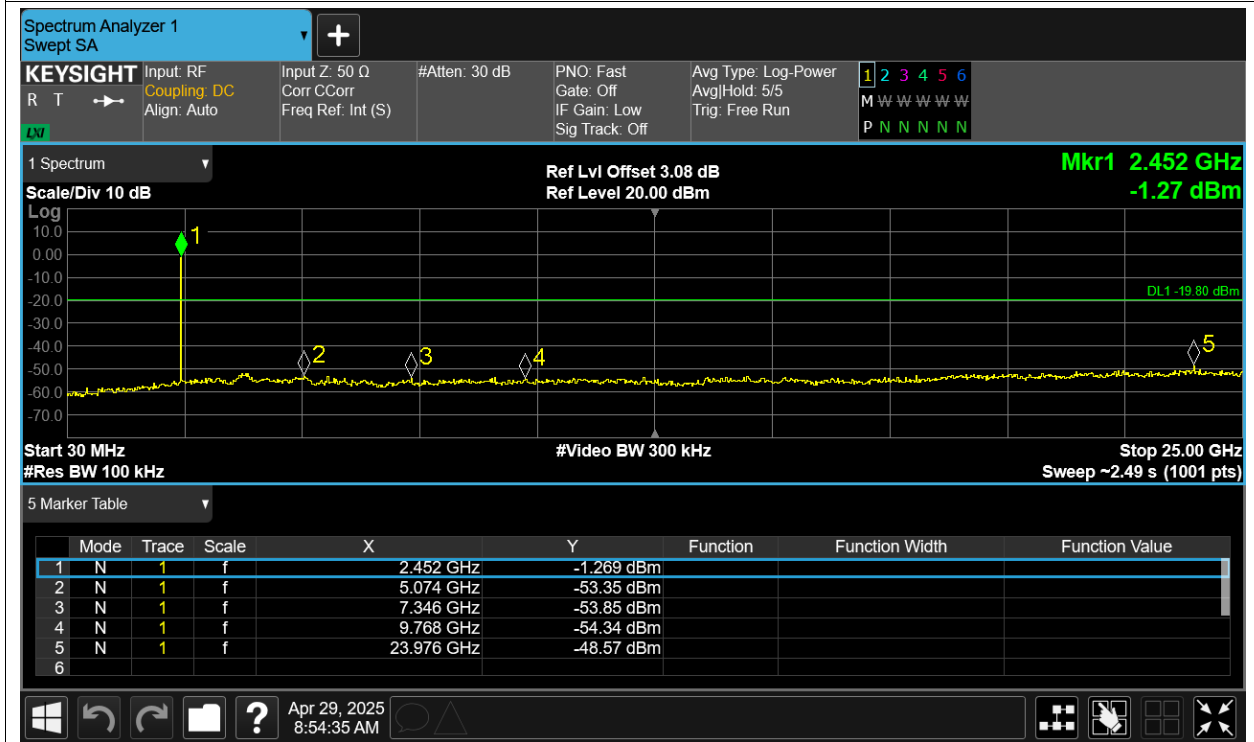 Spectrum Analyzer 1
Swept SA
+
KEYSIGHT Input: RF Input Z: 50 Ω #Atten: 30 dB PNO: Fast Avg Type: Log-Power 1 2 3 4 5 6
R T Coupling: DC Corr CCorr Gate: Off Avg|Hold: 5/5 M W W W W W
Align: Auto Freq Ref: Int (S) IF Gain: Low Trig: Free Run P N N N N N
LXI Sig Track: Off
1 Spectrum Ref Lvl Offset 3.08 dB Mkr1 2.452 GHz
Scale/Div 10 dB Ref Level 20.00 dBm -1.27 dBm
Log
10.0 1
0.00
-10.0
-20.0 DL1 -19.80 dBm
-30.0
-40.0 2 3 4 5
-50.0
-60.0
-70.0
Start 30 MHz #Video BW 300 kHz Stop 25.00 GHz
#Res BW 100 kHz Sweep ~2.49 s (1001 pts)
5 Marker Table
Mode Trace Scale X Y Function Function Width Function Value
1 N 1 f 2.452 GHz -1.269 dBm
2 N 1 f 5.074 GHz -53.35 dBm
3 N 1 f 7.346 GHz -53.85 dBm
4 N 1 f 9.768 GHz -54.34 dBm
5 N 1 f 23.976 GHz -48.57 dBm
6
? Apr 29, 2025
8:54:35 AM